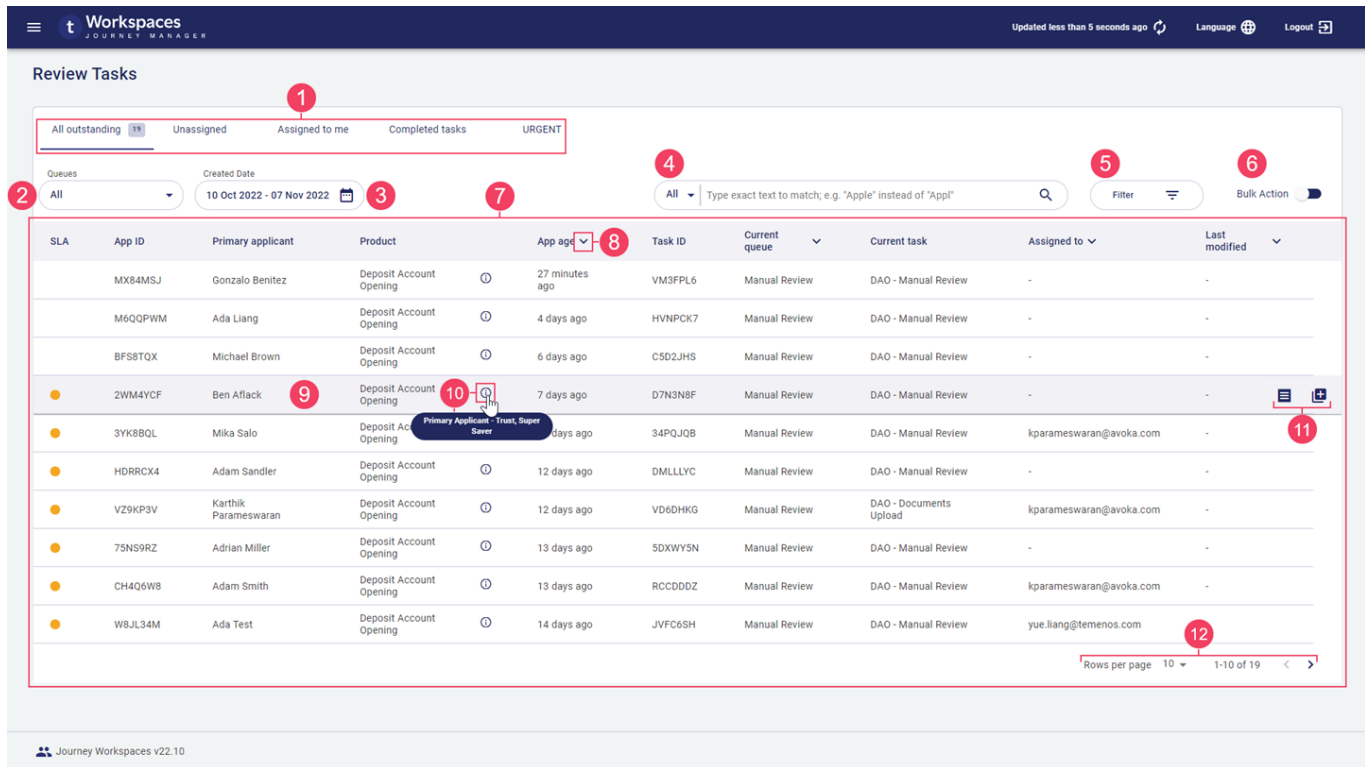 t Workspaces
JOURNEY MANAGER
Updated less than 5 seconds ago Language Logout
Review Tasks
1
All outstanding 19 Unassigned Assigned to me Completed tasks URGENT
4 5 6
Queues Created Date
2 All 10 Oct 2022 - 07 Nov 2022 3 7 All Type exact text to match; e.g. "Apple" instead of "Appl" Filter Bulk Action
SLA App ID Primary applicant Product App age 8 Task ID Current queue Current task Assigned to Last modified
MX84MSJ Gonzalo Benitez Deposit Account Opening 27 minutes ago VM3FPL6 Manual Review DAO - Manual Review - -
M6QQPWM Ada Liang Deposit Account Opening 4 days ago HVNPCK7 Manual Review DAO - Manual Review - -
BFS8TQX Michael Brown Deposit Account Opening 6 days ago C5D2JHS Manual Review DAO - Manual Review - -
2WM4YCF Ben Aflack 9 Deposit Account Opening 10 7 days ago D7N3N8F Manual Review DAO - Manual Review - -
Primary Applicant - Trust, Super Saver
11
3YK8BQL Mika Salo Deposit days ago 34PQJQB Manual Review DAO - Manual Review kparameswaran@avoka.com -
Opening
HDRRCX4 Adam Sandler Deposit Account Opening 12 days ago DMLLLYC Manual Review DAO - Manual Review - -
VZ9KP3V Karthik Parameswaran Deposit Account Opening 12 days ago VD6DHKG Manual Review DAO - Documents Upload kparameswaran@avoka.com -
75NS9RZ Adrian Miller Deposit Account Opening 13 days ago 5DXWY5N Manual Review DAO - Manual Review - -
CH4Q6W8 Adam Smith Deposit Account Opening 13 days ago RCCDDDZ Manual Review DAO - Manual Review kparameswaran@avoka.com -
W8JL34M Ada Test Deposit Account Opening 14 days ago JVFC6SH Manual Review DAO - Manual Review yue.liang@temenos.com
12
Rows per page 10 1-10 of 19
Journey Workspaces v22.10